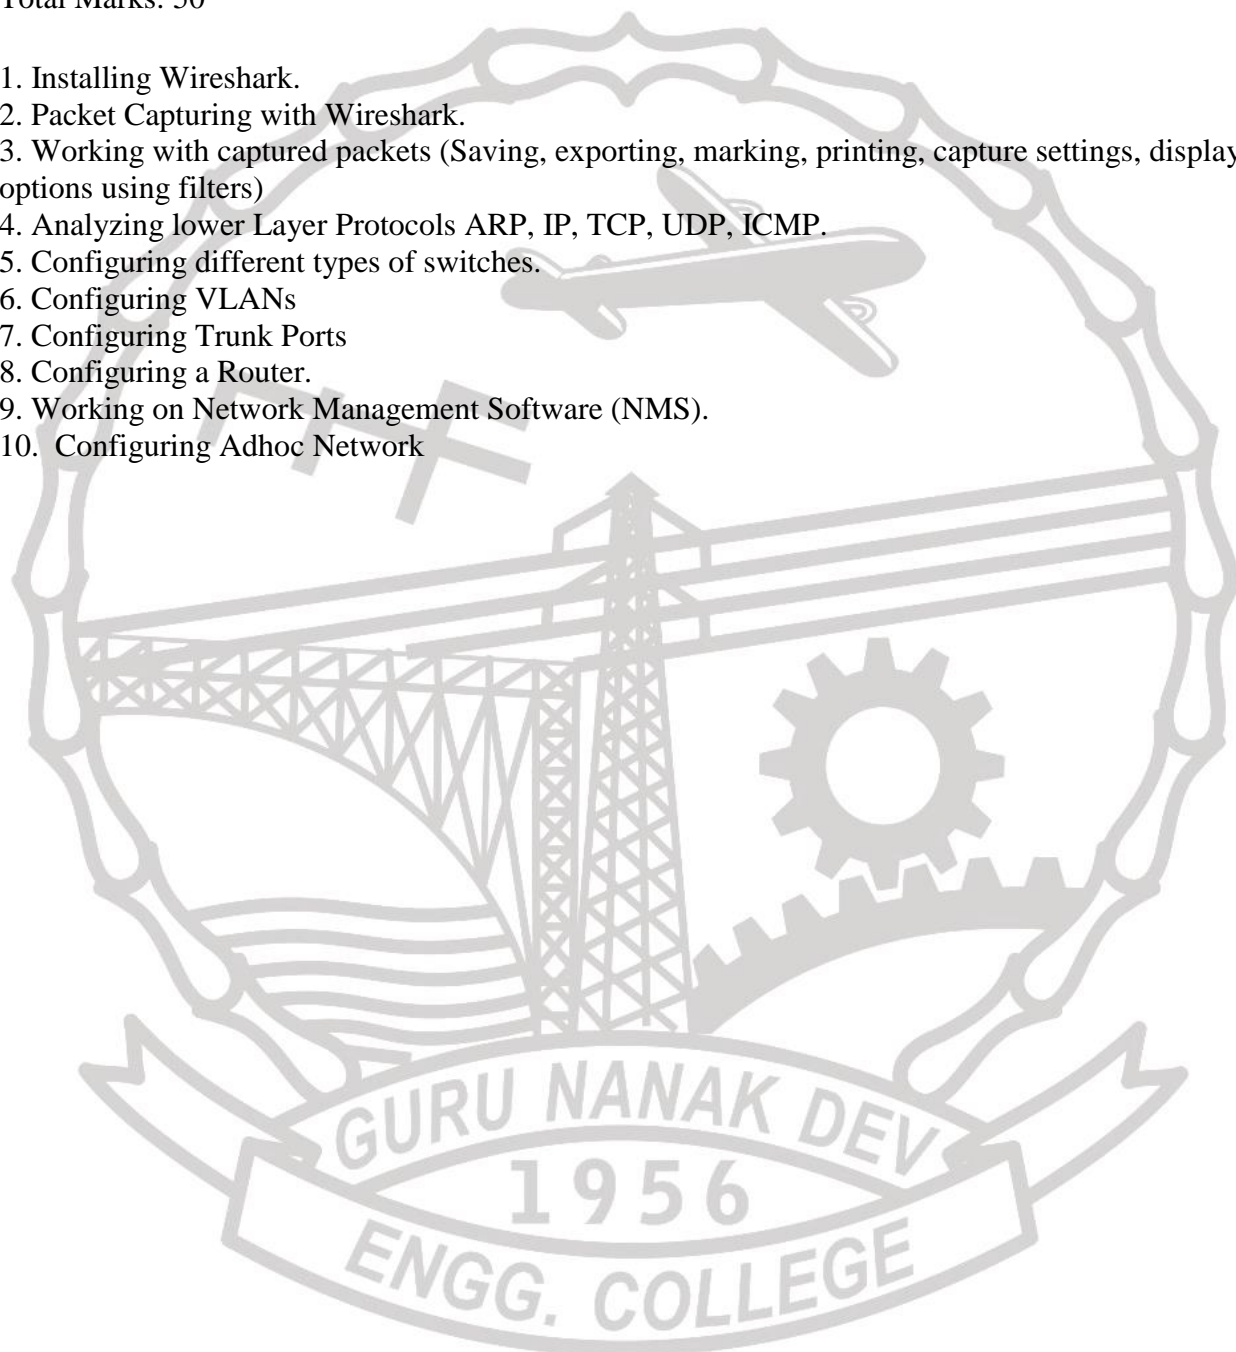 Total Marks: 50
1. Installing Wireshark.
2. Packet Capturing with Wireshark.
3. Working with captured packets (Saving, exporting, marking, printing, capture settings, display
options using filters)
4. Analyzing lower Layer Protocols ARP, IP, TCP, UDP, ICMP.
5. Configuring different types of switches.
6. Configuring VLANs
7. Configuring Trunk Ports
8. Configuring a Router.
9. Working on Network Management Software (NMS).
10. Configuring Adhoc Network
GURU NANAK DEV
1956
ENGG. COLLEGE